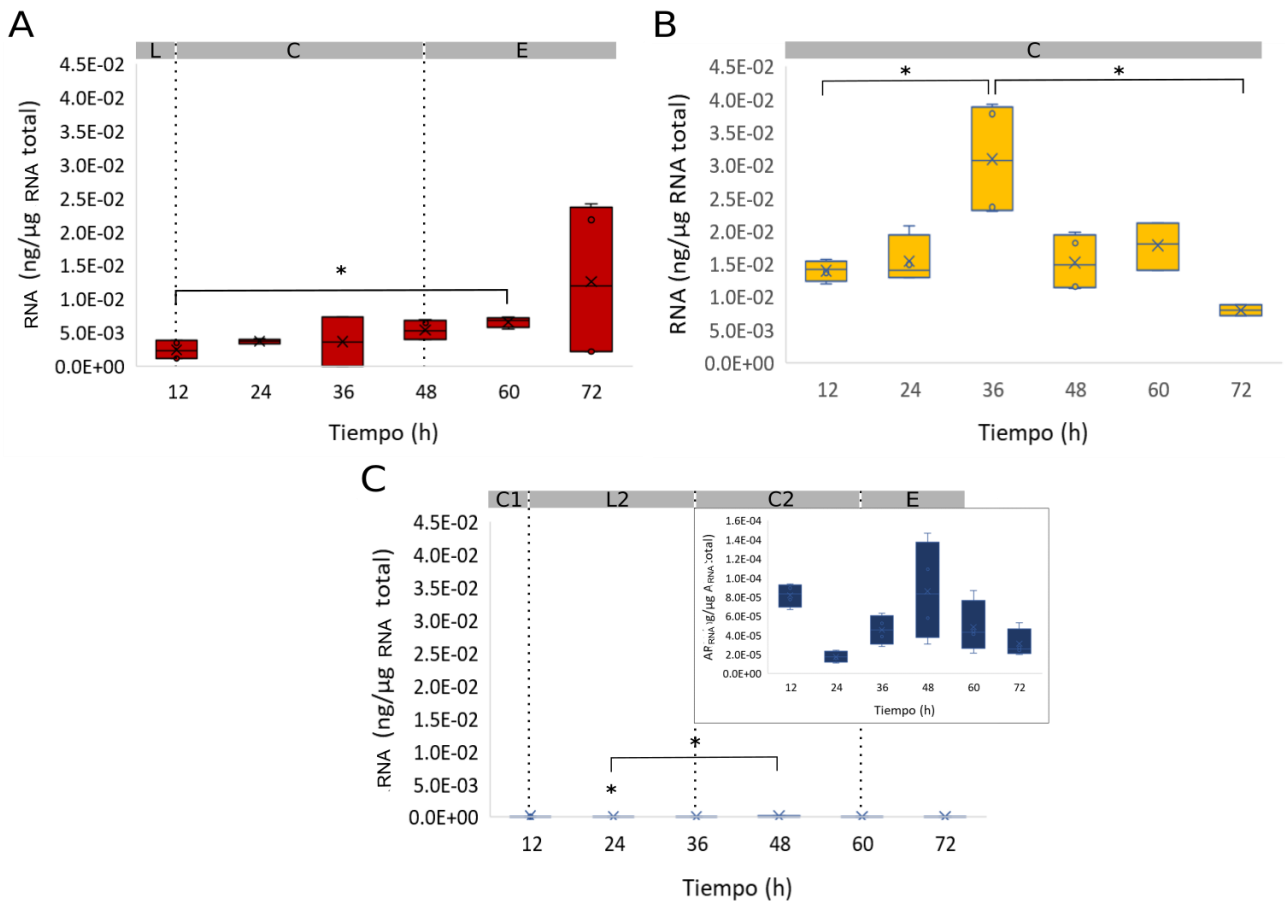 A
L C E
RNA (ng/µg RNA total)
4.5E-02
4.0E-02
3.5E-02
3.0E-02
2.5E-02
2.0E-02
1.5E-02
1.0E-02
5.0E-03
0.0E+00
*
12 24 36 48 60 72
Tiempo (h)
B
C
RNA (ng/µg RNA total)
4.5E-02
4.0E-02
3.5E-02
3.0E-02
2.5E-02
2.0E-02
1.5E-02
1.0E-02
5.0E-03
0.0E+00
* *
12 24 36 48 60 72
Tiempo (h)
C
C1 L2 C2 E
RNA (ng/µg RNA total)
4.5E-02
4.0E-02
3.5E-02
3.0E-02
2.5E-02
2.0E-02
1.5E-02
1.0E-02
5.0E-03
0.0E+00
*
*
12 24 36 48 60 72
Tiempo (h)
1.6E-04
1.4E-04
1.2E-04
1.0E-04
8.0E-05
6.0E-05
4.0E-05
2.0E-05
0.0E+00
12 24 36 48 60 72
Tiempo (h)